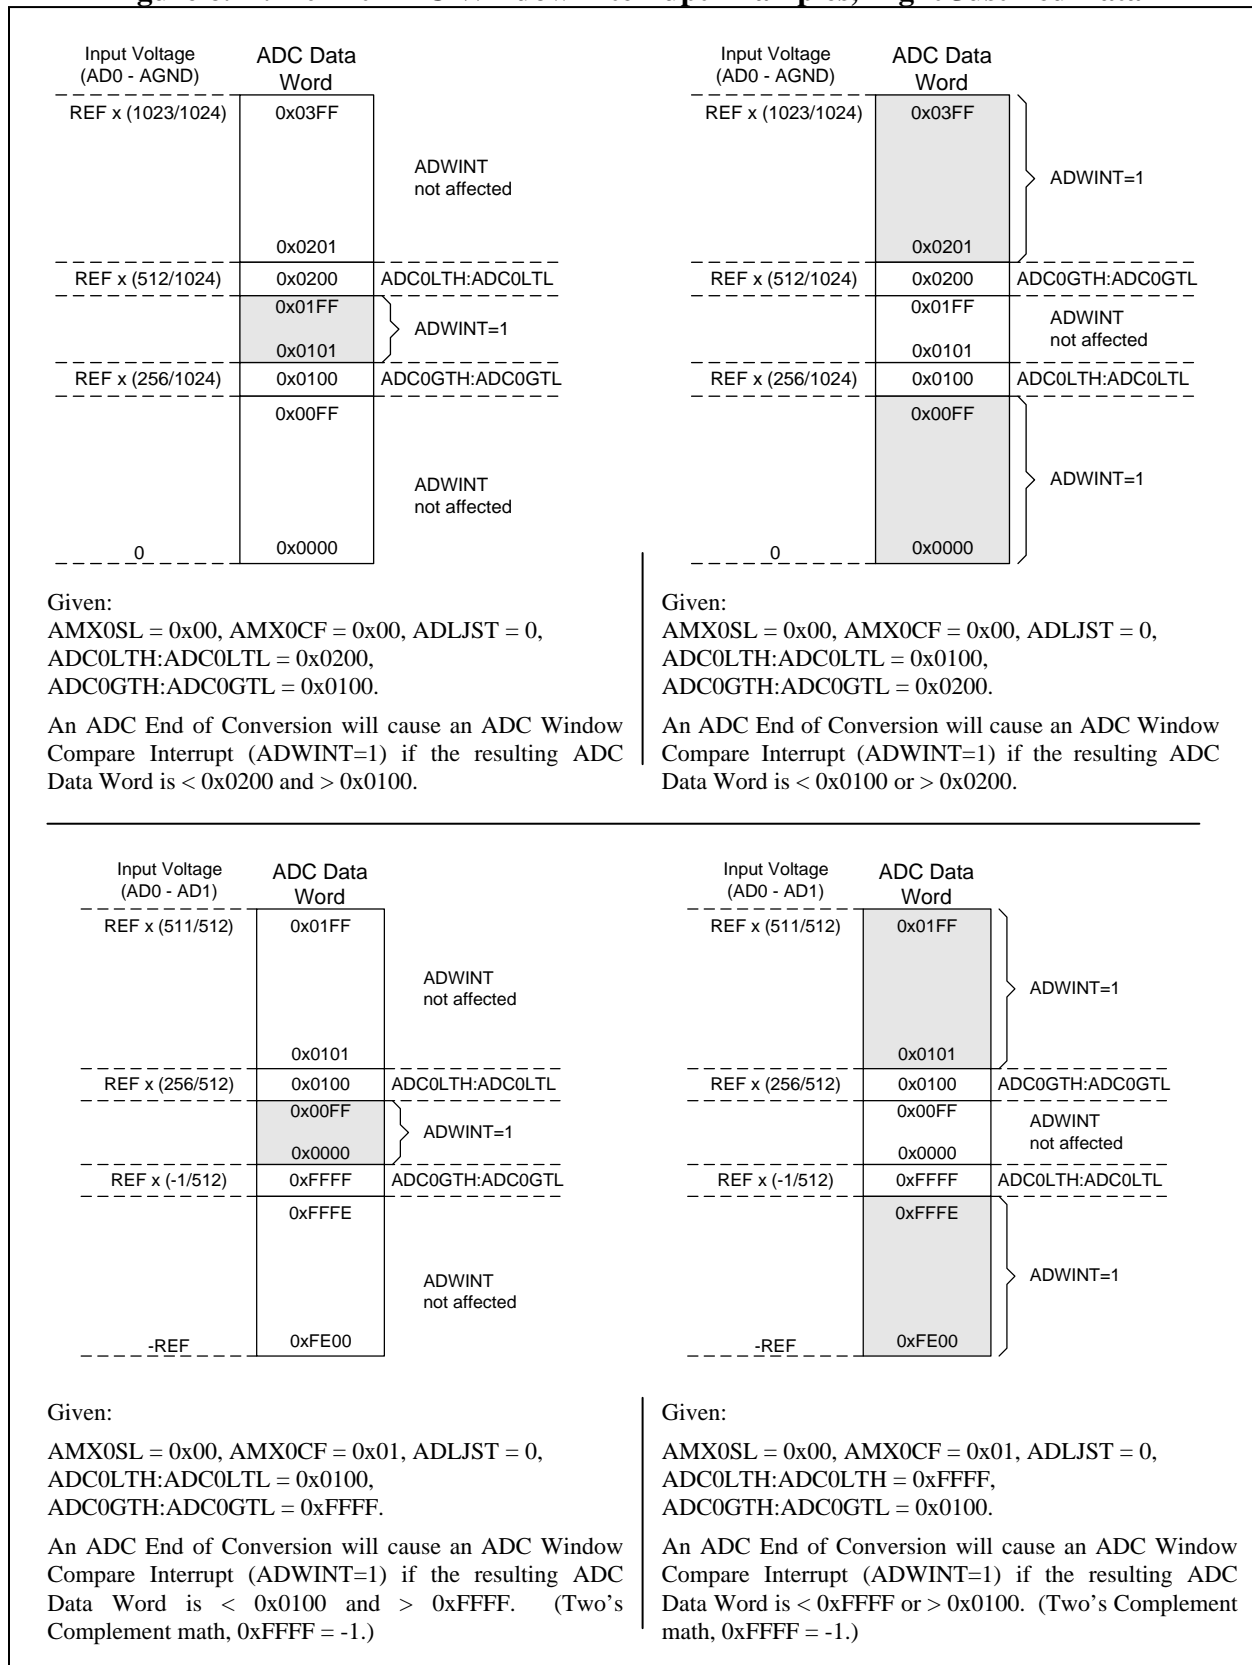 Input Voltage
(AD0 - AGND)
ADC Data
Word
REF x (1023/1024)
0x03FF
ADWINT
not affected
0x0201
REF x (512/1024)
0x0200
ADC0LTH:ADC0LTL
0x01FF
ADWINT=1
0x0101
REF x (256/1024)
0x0100
ADC0GTH:ADC0GTL
0x00FF
ADWINT
not affected
0
0x0000
Given:
AMX0SL = 0x00, AMX0CF = 0x00, ADLJST = 0,
ADC0LTH:ADC0LTL = 0x0200,
ADC0GTH:ADC0GTL = 0x0100.
An ADC End of Conversion will cause an ADC Window
Compare Interrupt (ADWINT=1) if the resulting ADC
Data Word is < 0x0200 and > 0x0100.
Input Voltage
(AD0 - AGND)
ADC Data
Word
REF x (1023/1024)
0x03FF
ADWINT=1
0x0201
REF x (512/1024)
0x0200
ADC0GTH:ADC0GTL
0x01FF
ADWINT
not affected
0x0101
REF x (256/1024)
0x0100
ADC0LTH:ADC0LTL
0x00FF
ADWINT=1
0
0x0000
Given:
AMX0SL = 0x00, AMX0CF = 0x00, ADLJST = 0,
ADC0LTH:ADC0LTL = 0x0100,
ADC0GTH:ADC0GTL = 0x0200.
An ADC End of Conversion will cause an ADC Window
Compare Interrupt (ADWINT=1) if the resulting ADC
Data Word is < 0x0100 or > 0x0200.
Input Voltage
(AD0 - AD1)
ADC Data
Word
REF x (511/512)
0x01FF
ADWINT
not affected
0x0101
REF x (256/512)
0x0100
ADC0LTH:ADC0LTL
0x00FF
ADWINT=1
0x0000
REF x (-1/512)
0xFFFF
ADC0GTH:ADC0GTL
0xFFFE
ADWINT
not affected
-REF
0xFE00
Given:
AMX0SL = 0x00, AMX0CF = 0x01, ADLJST = 0,
ADC0LTH:ADC0LTL = 0x0100,
ADC0GTH:ADC0GTL = 0xFFFF.
An ADC End of Conversion will cause an ADC Window
Compare Interrupt (ADWINT=1) if the resulting ADC
Data Word is < 0x0100 and > 0xFFFF. (Two's
Complement math, 0xFFFF = -1.)
Input Voltage
(AD0 - AD1)
ADC Data
Word
REF x (511/512)
0x01FF
ADWINT=1
0x0101
REF x (256/512)
0x0100
ADC0GTH:ADC0GTL
0x00FF
ADWINT
not affected
0x0000
REF x (-1/512)
0xFFFF
ADC0LTH:ADC0LTL
0xFFFE
ADWINT=1
-REF
0xFE00
Given:
AMX0SL = 0x00, AMX0CF = 0x01, ADLJST = 0,
ADC0LTH:ADC0LTH = 0xFFFF,
ADC0GTH:ADC0GTL = 0x0100.
An ADC End of Conversion will cause an ADC Window
Compare Interrupt (ADWINT=1) if the resulting ADC
Data Word is < 0xFFFF or > 0x0100. (Two's Complement
math, 0xFFFF = -1.)